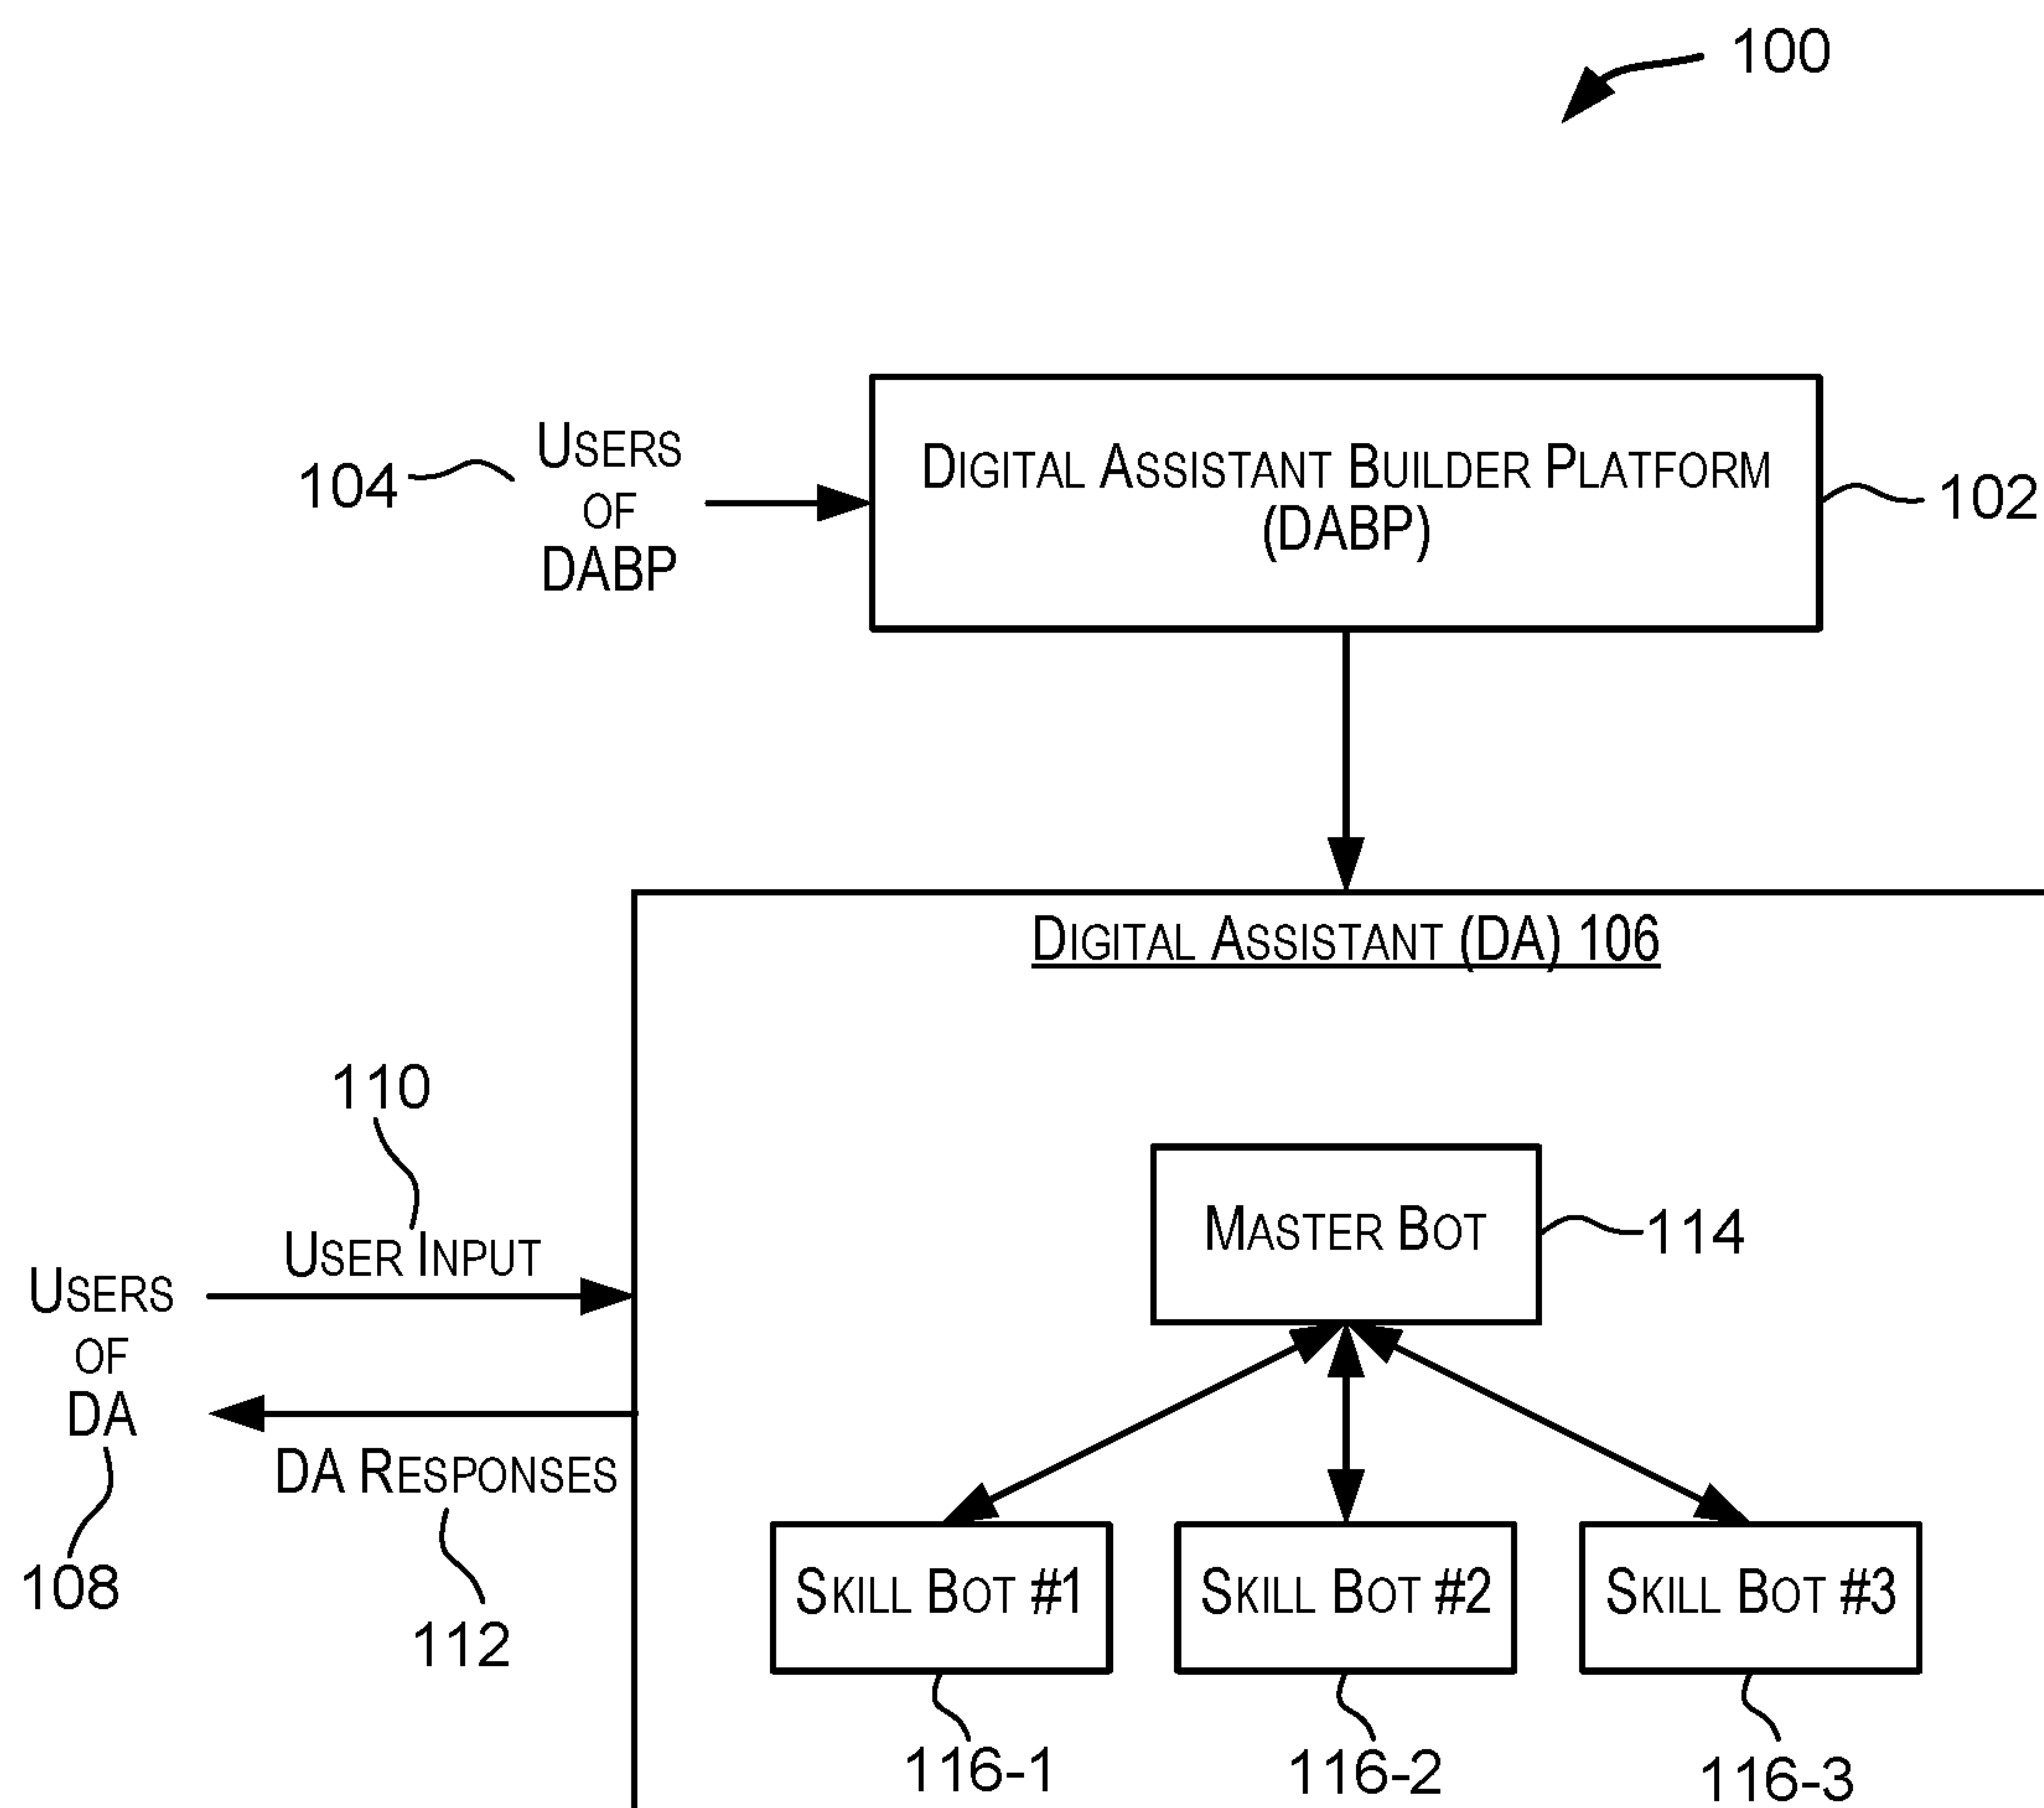 100
104
USERS
OF
DABP
DIGITAL ASSISTANT BUILDER PLATFORM
(DABP)
102
DIGITAL ASSISTANT (DA) 106
110
USER INPUT
USERS
OF
DA
DA RESPONSES
108
112
MASTER BOT
114
SKILL BOT #1
SKILL BOT #2
SKILL BOT #3
116-1
116-2
116-3